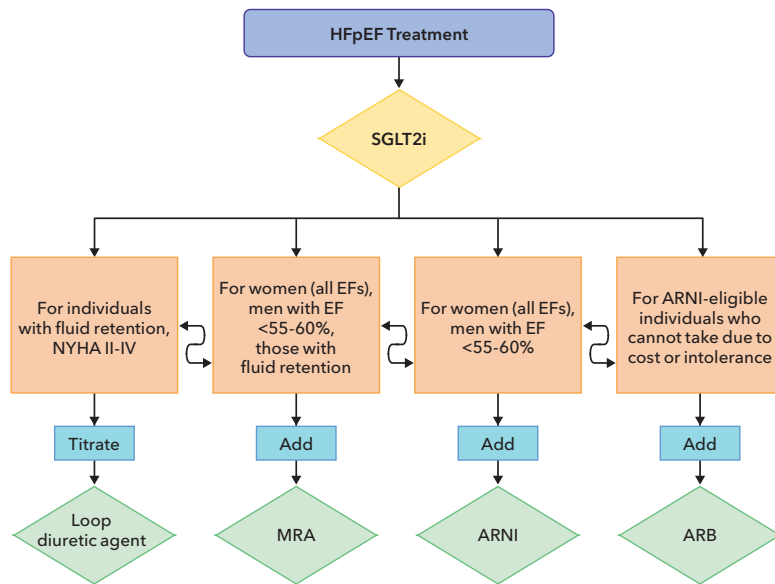 HFpEF Treatment
SGLT2i
For individuals
with fluid retention,
NYHA II-IV
For women (all EFs),
men with EF
<55-60%,
those with
fluid retention
For women (all EFs),
men with EF
<55-60%
For ARNI-eligible
individuals who
cannot take due to
cost or intolerance
Titrate
Add
Add
Add
Loop
diuretic agent
MRA
ARNI
ARB